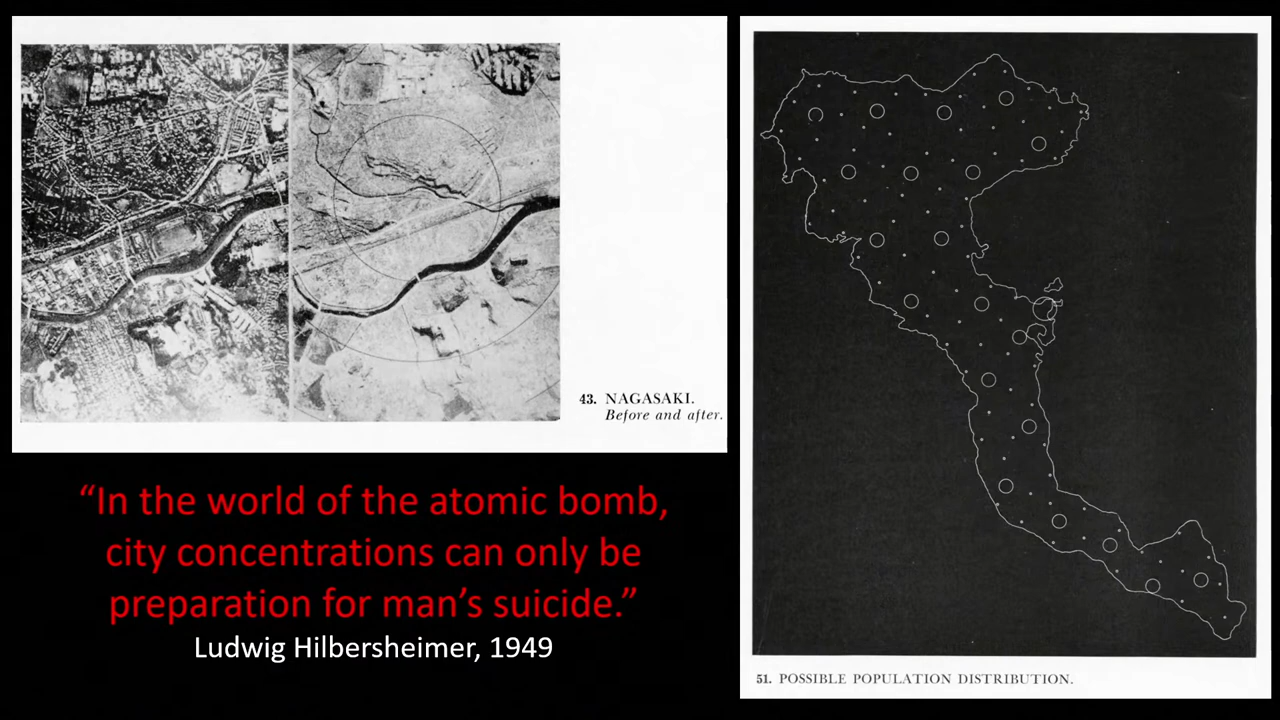 43. NAGASAKI.
Before and after.
“In the world of the atomic bomb,
city concentrations can only be
preparation for man’s suicide.”
Ludwig Hilbersheimer, 1949
51. POSSIBLE POPULATION DISTRIBUTION.